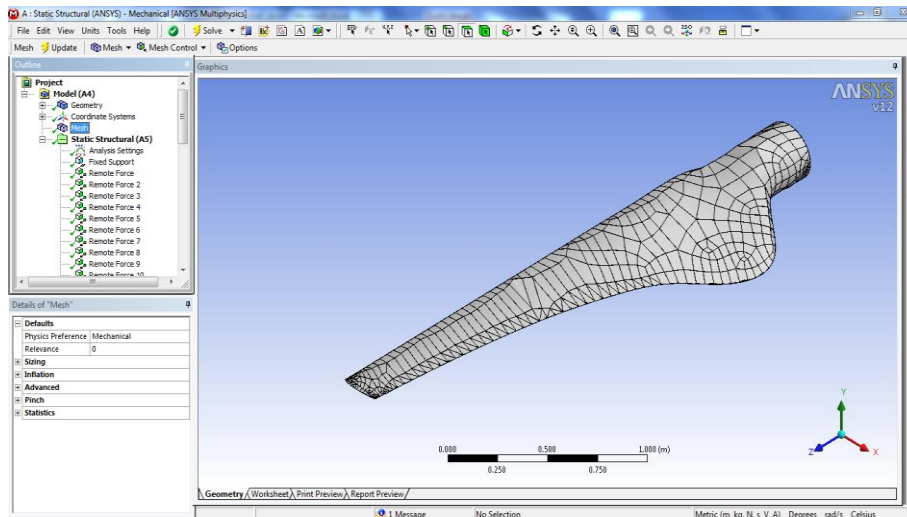 A : Static Structural (ANSYS) - Mechanical [ANSYS Multiphysics]
File Edit View Units Tools Help Solve
Mesh Update Mesh Mesh Control Options
Outline
Project
Model (A4)
Geometry
Coordinate Systems
Mesh
Static Structural (A5)
Analysis Settings
Fixed Support
Remote Force
Remote Force 2
Remote Force 3
Remote Force 4
Remote Force 5
Remote Force 6
Remote Force 7
Remote Force 8
Remote Force 9
Remote Force 10
Details of "Mesh"
Defaults
Physics Preference Mechanical
Relevance 0
Sizing
Inflation
Advanced
Pinch
Statistics
Graphics
ANSYS
v12
0.000 0.500 1.000 (m)
0.250 0.750
Y
Z X
Geometry Worksheet Print Preview Report Preview
1 Message No Selection Metric (m, kg, N, s, V, A) Degrees rad/s Celsius